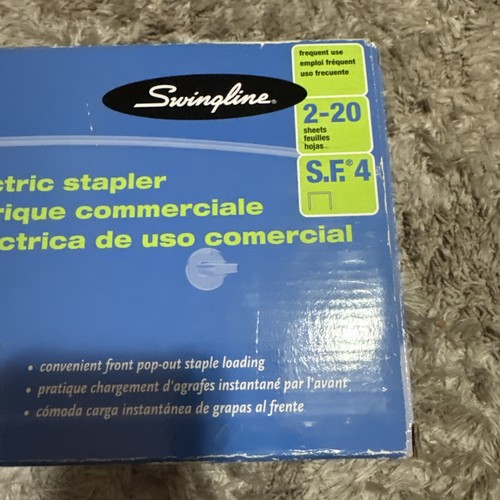 Swingline®
frequent use
emploi fréquent
uso frecuente
2-20
sheets
feuilles
hojas
S.F.® 4
ctric stapler
rique commerciale
ctrica de uso comercial
• convenient front pop-out staple loading
• pratique chargement d'agrafes instantané par l'avant
• cómoda carga instantánea de grapas al frente